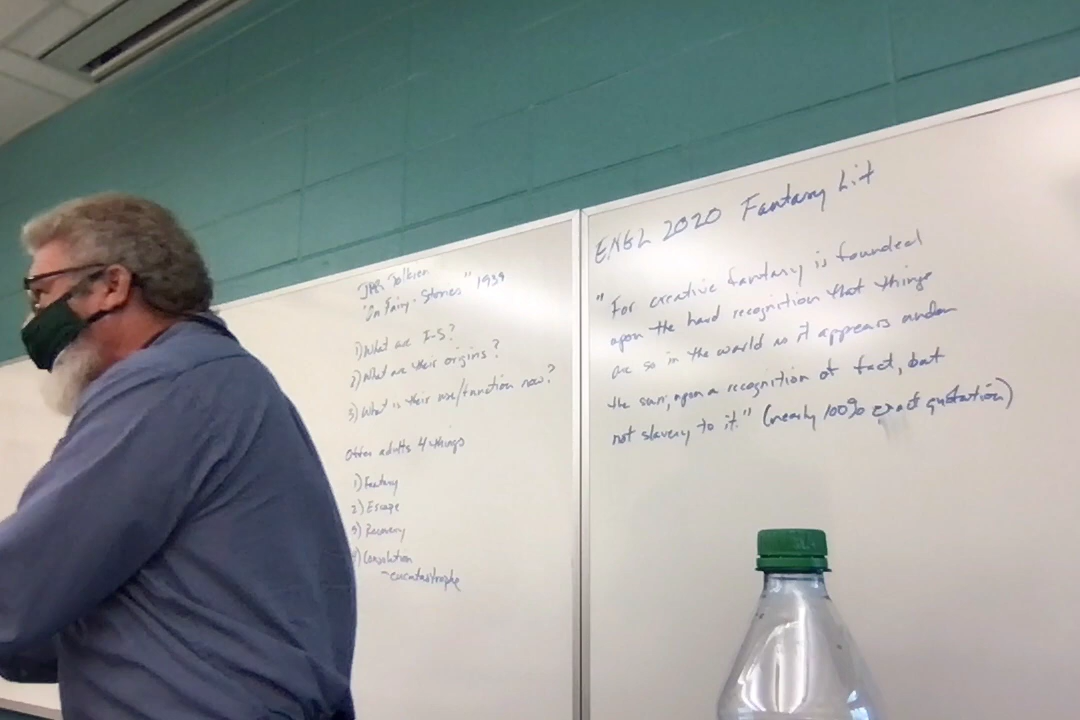 JRR Tolkien
"On Fairy-Stories" 1939
1) What are F-S?
2) What are their origins?
3) What is their use/function now?
Offer adults 4 things
1) Fantasy
2) Escape
3) Recovery
4) Consolation
- eucatastrophe
ENGL 2020 Fantasy Lit
"For creative fantasy is founded
upon the hard recognition that things
are so in the world as it appears under
the sun; upon a recognition of fact, but
not slavery to it." (nearly 100% exact quotation)